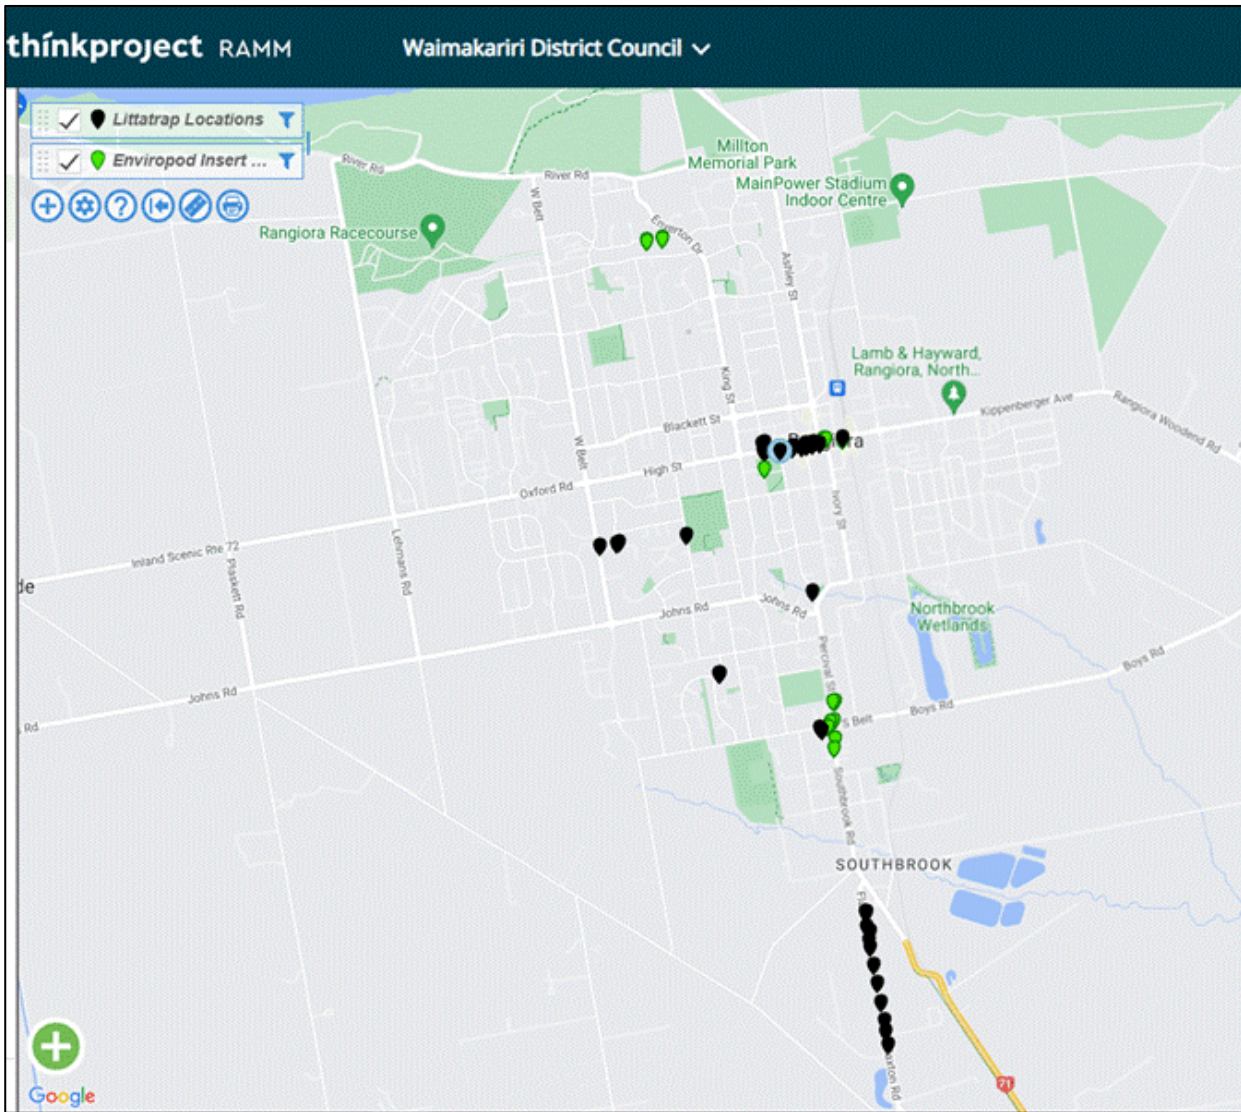 thinkproject RAMM
Waimakariri District Council
Littatrap Locations
Enviropod Insert ...
River Rd
River Rd
W Belt
Millton
Memorial Park
MainPower Stadium
Indoor Centre
Rangiora Racecourse
Enverton Dr
Ashley St
Lamb & Hayward,
Rangiora, North...
King St
Kippenberger Ave
Rangiora Woodend Rd
Blackett St
W Belt
High St
Oxford Rd
Ivory St
Inland Scenic Rte 72
Lehmans Rd
Plaskett Rd
de
Johns Rd
Johns Rd
Northbrook
Wetlands
Percival St
Boys Rd
Johns Rd
Rd
S Belt
Boys Rd
Southbrook Rd
SOUTHBROOK
71
Google